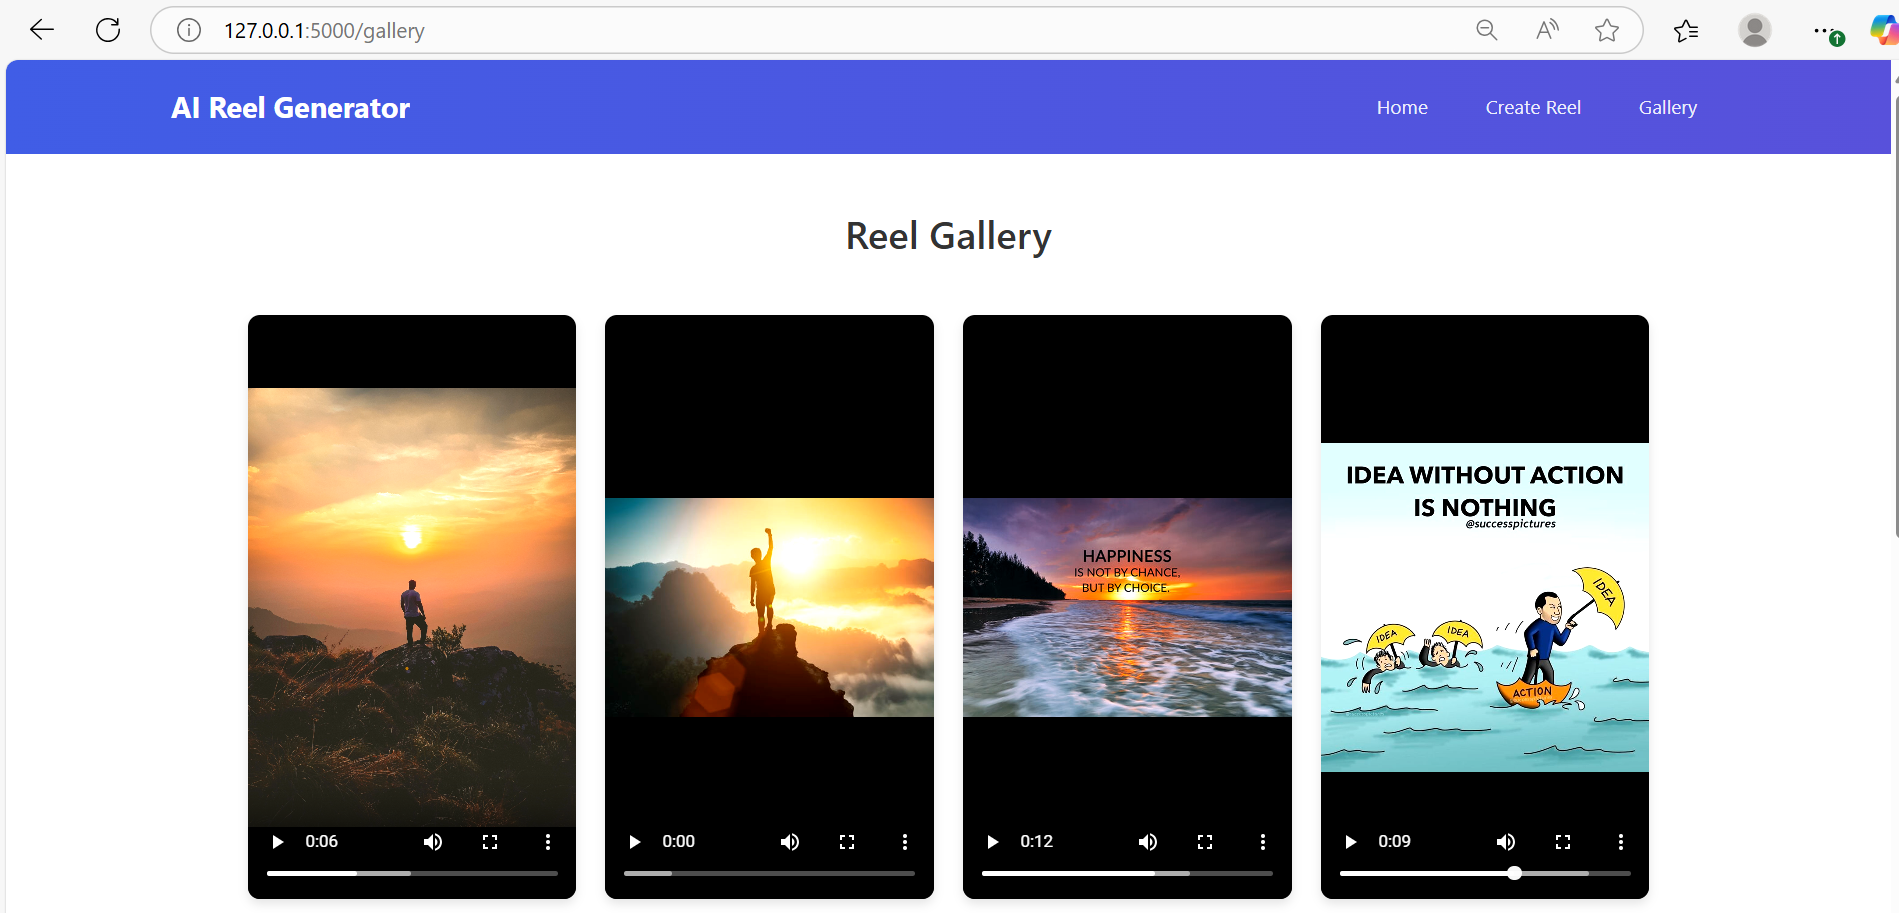 127.0.0.1:5000/gallery
AI Reel Generator
Home
Create Reel
Gallery
Reel Gallery
HAPPINESS
IS NOT BY CHANCE,
BUT BY CHOICE.
IDEA WITHOUT ACTION
IS NOTHING
@successpictures
IDEA
IDEA
IDEA
ACTION
0:06
0:00
0:12
0:09